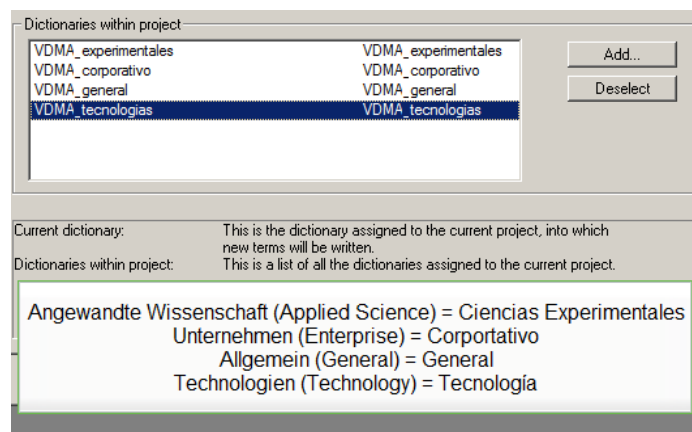 Dictionaries within project
VDMA_experimentales VDMA_experimentales
VDMA_corporativo VDMA_corporativo
VDMA_general VDMA_general
VDMA_tecnologias VDMA_tecnologias
Add...
Deselect
Current dictionary: This is the dictionary assigned to the current project, into which
new terms will be written.
Dictionaries within project: This is a list of all the dictionaries assigned to the current project.
Angewandte Wissenschaft (Applied Science) = Ciencias Experimentales
Unternehmen (Enterprise) = Corportativo
Allgemein (General) = General
Technologien (Technology) = Tecnología